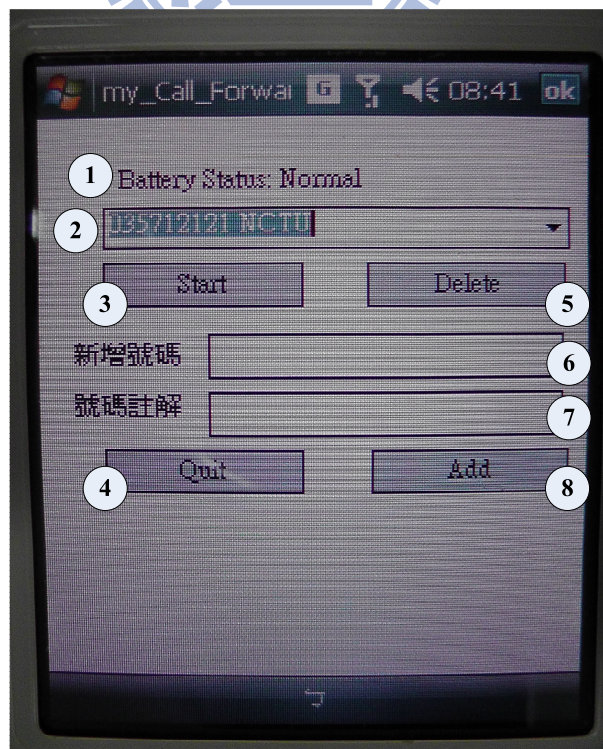 my_Call_Forwar G 08:41 ok
1 Battery Status: Normal
2 035712121 NCTU
Start Delete
3 5
新增號碼 6
號碼註解 7
Quit Add
4 8